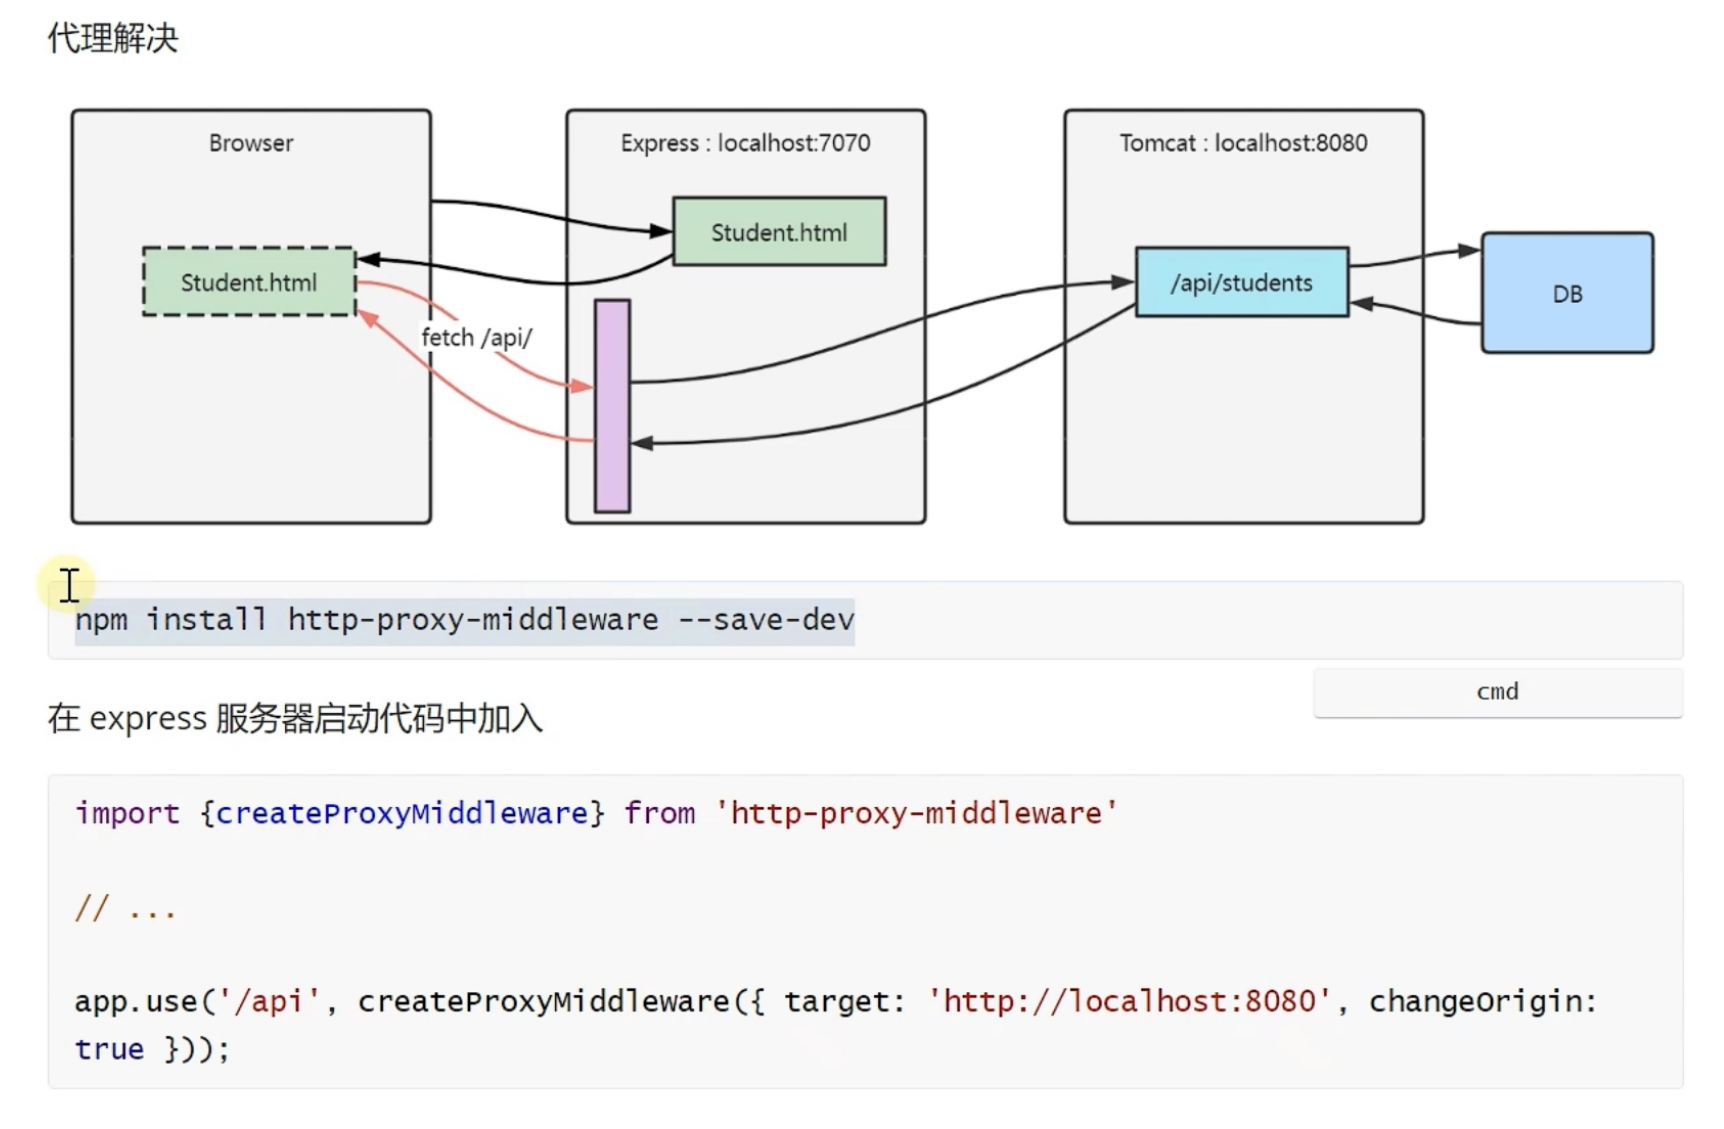 代理解决
Browser
Express : localhost:7070
Tomcat : localhost:8080
Student.html
Student.html
/api/students
DB
fetch /api/
npm install http-proxy-middleware --save-dev
cmd
在 express 服务器启动代码中加入
import {createProxyMiddleware} from 'http-proxy-middleware'
// ...
app.use('/api', createProxyMiddleware({ target: 'http://localhost:8080', changeOrigin:
true }));